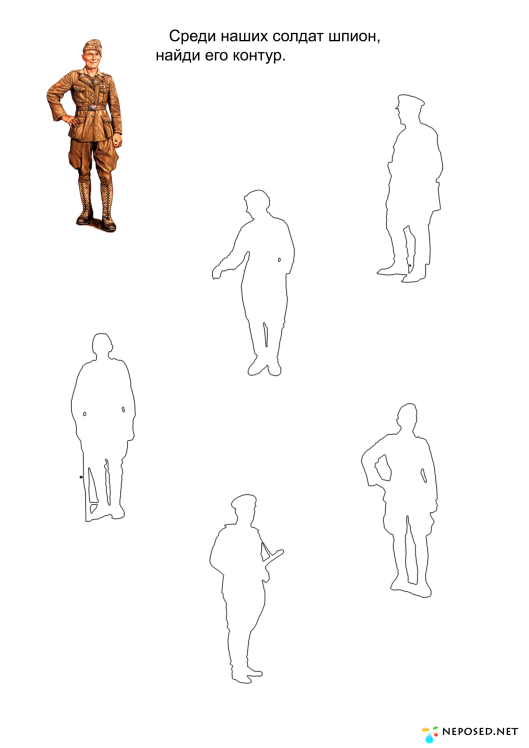 Среди наших солдат шпион,
найди его контур.
NEPOSED.NET